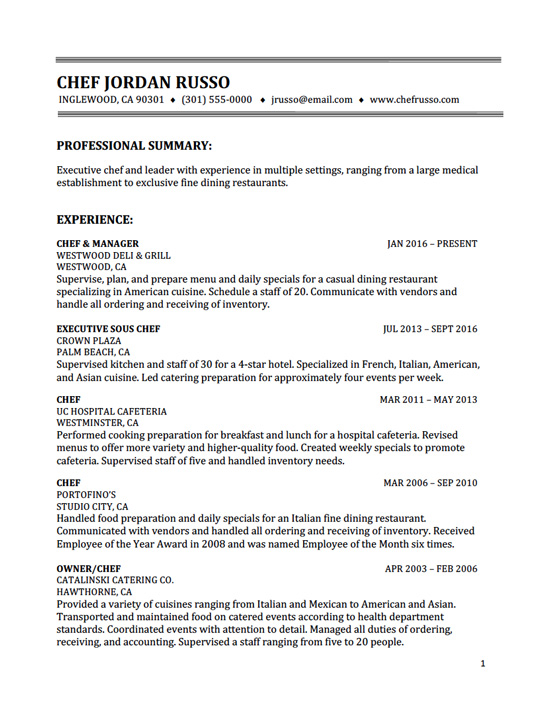 CHEF JORDAN RUSSO
INGLEWOOD, CA 90301 ♦ (301) 555-0000 ♦ jrusso@email.com ♦ www.chefrusso.com
PROFESSIONAL SUMMARY:
Executive chef and leader with experience in multiple settings, ranging from a large medical
establishment to exclusive fine dining restaurants.
EXPERIENCE:
CHEF & MANAGER JAN 2016 – PRESENT
WESTWOOD DELI & GRILL
WESTWOOD, CA
Supervise, plan, and prepare menu and daily specials for a casual dining restaurant
specializing in American cuisine. Schedule a staff of 20. Communicate with vendors and
handle all ordering and receiving of inventory.
EXECUTIVE SOUS CHEF JUL 2013 – SEPT 2016
CROWN PLAZA
PALM BEACH, CA
Supervised kitchen and staff of 30 for a 4-star hotel. Specialized in French, Italian, American,
and Asian cuisine. Led catering preparation for approximately four events per week.
CHEF MAR 2011 – MAY 2013
UC HOSPITAL CAFETERIA
WESTMINSTER, CA
Performed cooking preparation for breakfast and lunch for a hospital cafeteria. Revised
menus to offer more variety and higher-quality food. Created weekly specials to promote
cafeteria. Supervised staff of five and handled inventory needs.
CHEF MAR 2006 – SEP 2010
PORTOFINO'S
STUDIO CITY, CA
Handled food preparation and daily specials for an Italian fine dining restaurant.
Communicated with vendors and handled all ordering and receiving of inventory. Received
Employee of the Year Award in 2008 and was named Employee of the Month six times.
OWNER/CHEF APR 2003 – FEB 2006
CATALINSKI CATERING CO.
HAWTHORNE, CA
Provided a variety of cuisines ranging from Italian and Mexican to American and Asian.
Transported and maintained food on catered events according to health department
standards. Coordinated events with attention to detail. Managed all duties of ordering,
receiving, and accounting. Supervised a staff ranging from five to 20 people.
1